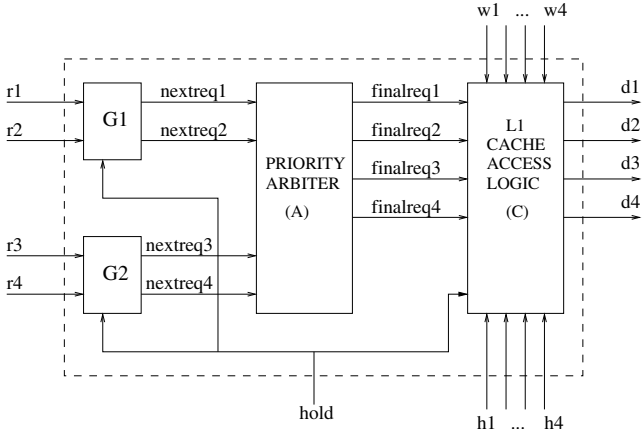 w1 ... w4
r1
r2
G1
nextreq1
nextreq2
PRIORITY
ARBITER
(A)
finalreq1
finalreq2
finalreq3
finalreq4
L1
CACHE
ACCESS
LOGIC
(C)
d1
d2
d3
d4
r3
r4
G2
nextreq3
nextreq4
hold
h1 ... h4